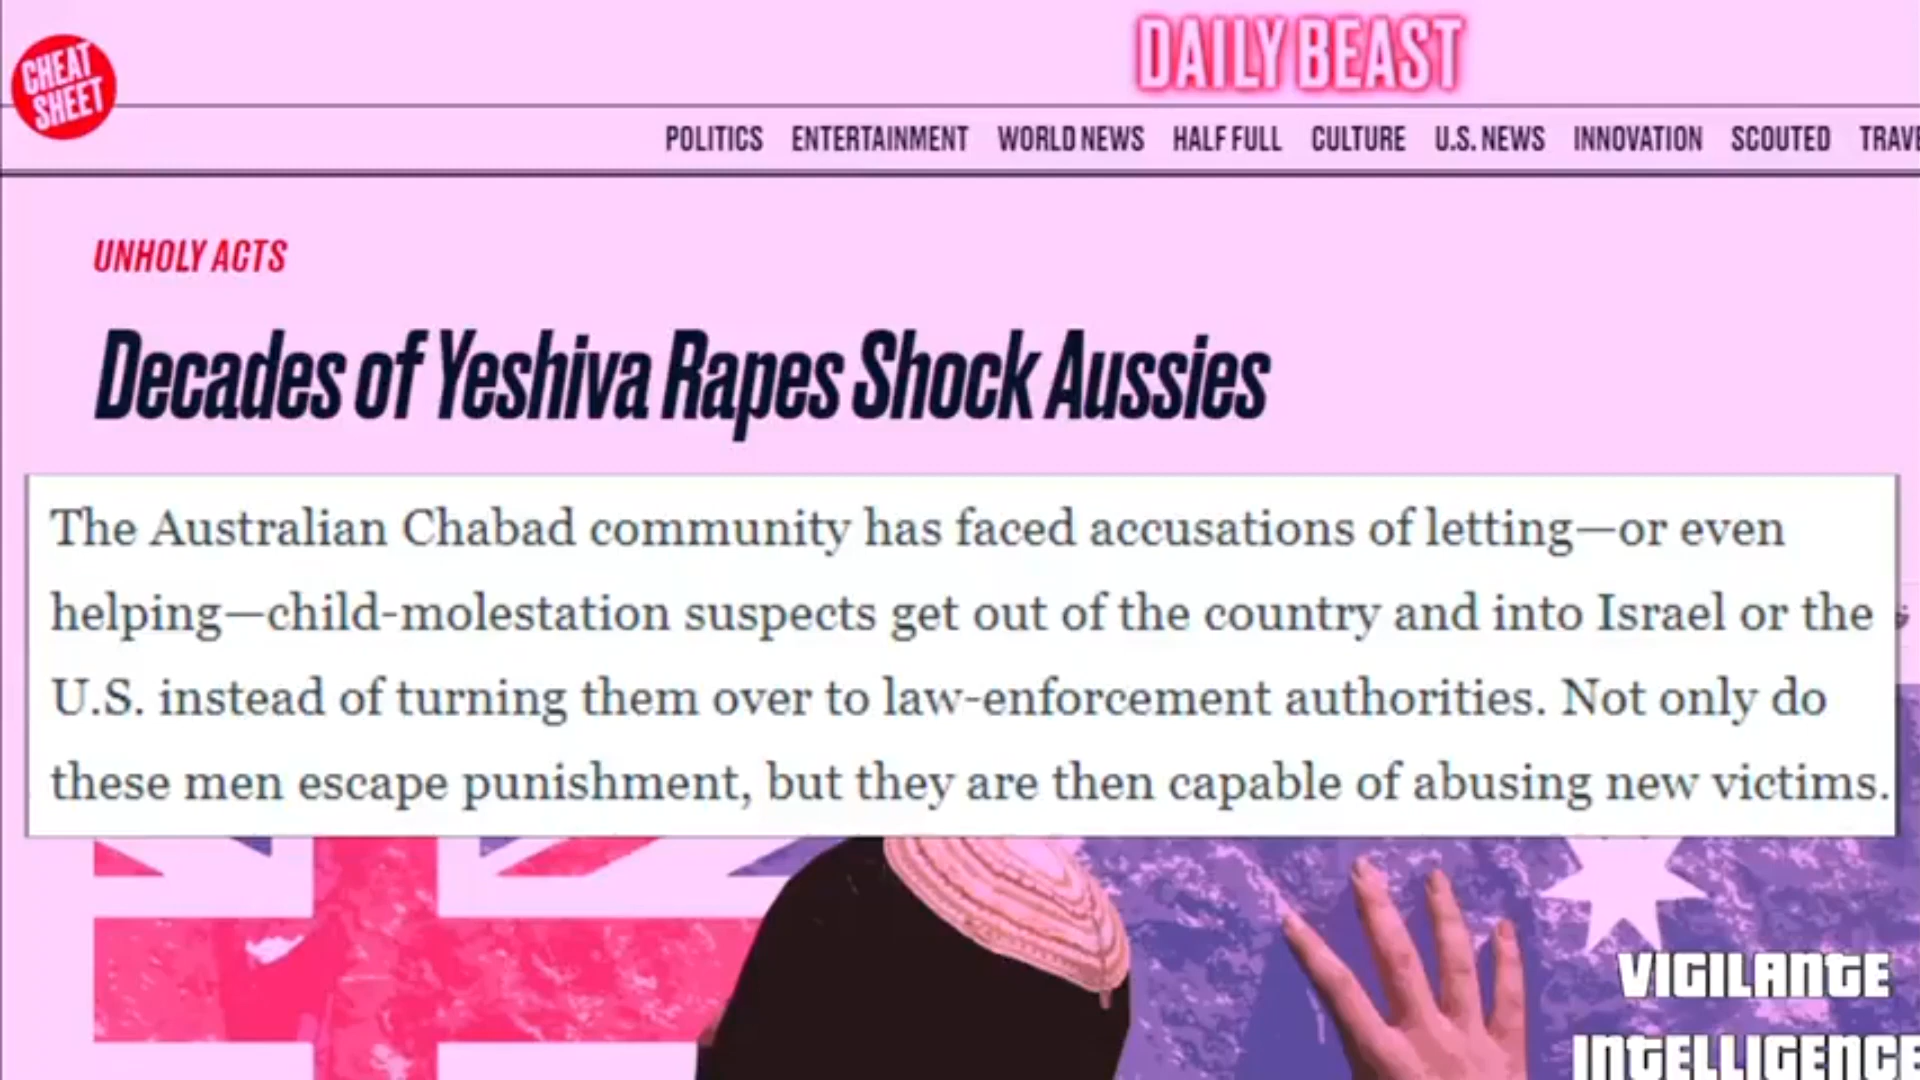 CHEAT
SHEET
DAILY BEAST
POLITICS ENTERTAINMENT WORLD NEWS HALF FULL CULTURE U.S. NEWS INNOVATION SCOUTED
UNHOLY ACTS
Decades of Yeshiva Rapes Shock Aussies
The Australian Chabad community has faced accusations of letting—or even
helping—child-molestation suspects get out of the country and into Israel or the
U.S. instead of turning them over to law-enforcement authorities. Not only do
these men escape punishment, but they are then capable of abusing new victims.
VIGILANTE
INTELLIGENCE